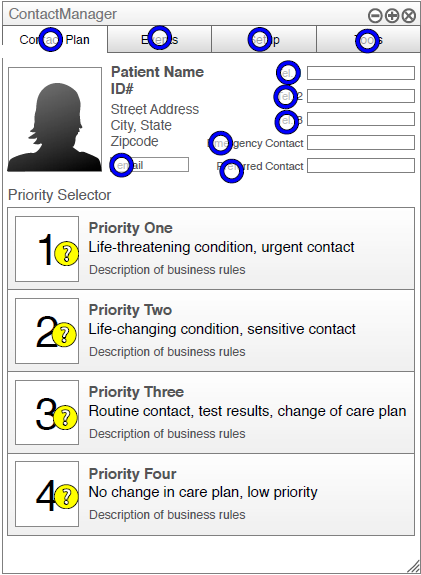 ContactManager
Contact Plan Events Setup Tools
Patient Name
ID#
Street Address
City, State
Zipcode
email
Tel 1
Tel 2
Tel 3
Emergency Contact
Preferred Contact
Priority Selector
1 ?
Priority One
Life-threatening condition, urgent contact
Description of business rules
2 ?
Priority Two
Life-changing condition, sensitive contact
Description of business rules
3 ?
Priority Three
Routine contact, test results, change of care plan
Description of business rules
4 ?
Priority Four
No change in care plan, low priority
Description of business rules